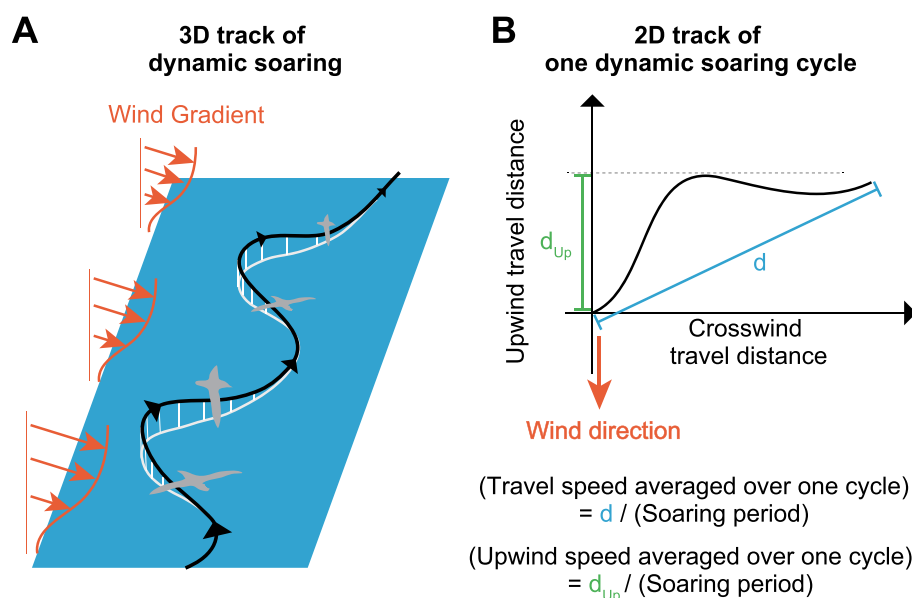 A
3D track of
dynamic soaring
Wind Gradient
B
2D track of
one dynamic soaring cycle
Upwind travel distance
dUp
d
Crosswind
travel distance
Wind direction
(Travel speed averaged over one cycle)
= d / (Soaring period)
(Upwind speed averaged over one cycle)
= dUp/ (Soaring period)